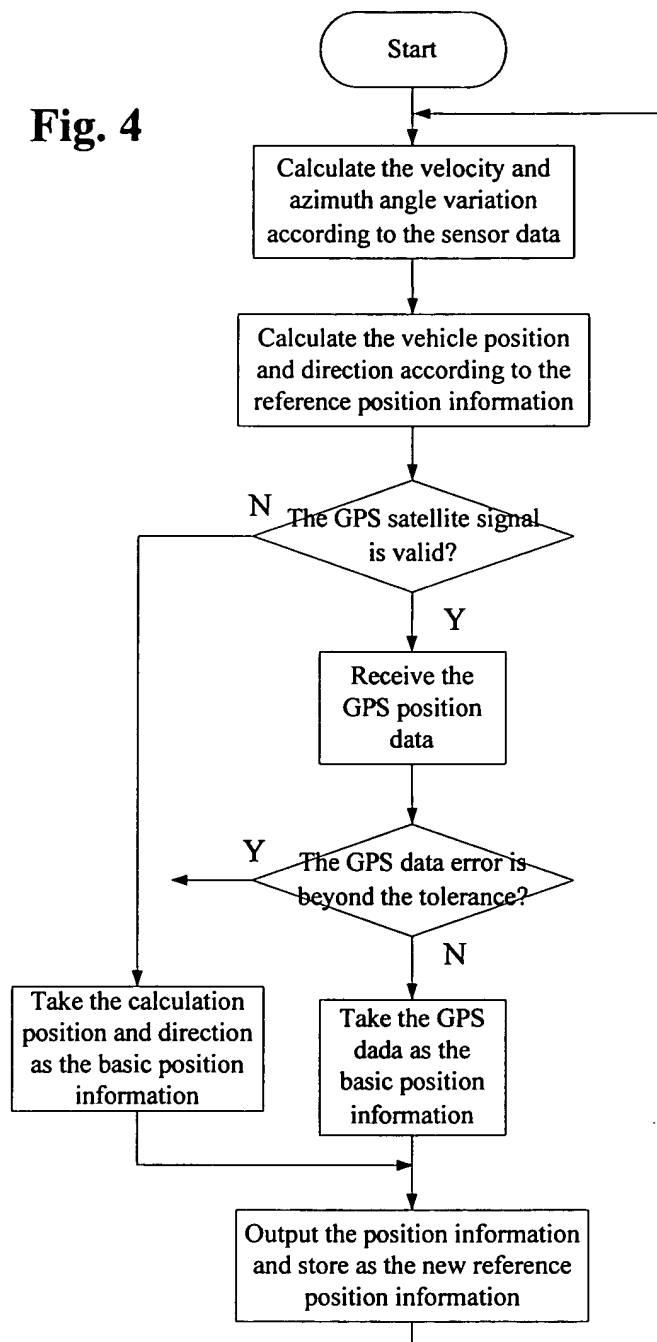 Start
Fig. 4
Calculate the velocity and
azimuth angle variation
according to the sensor data
Calculate the vehicle position
and direction according to the
reference position information
N
The GPS satellite signal
is valid?
Y
Receive the
GPS position
data
Y
The GPS data error is
beyond the tolerance?
N
Take the calculation
position and direction
as the basic position
information
Take the GPS
dada as the
basic position
information
Output the position information
and store as the new reference
position information